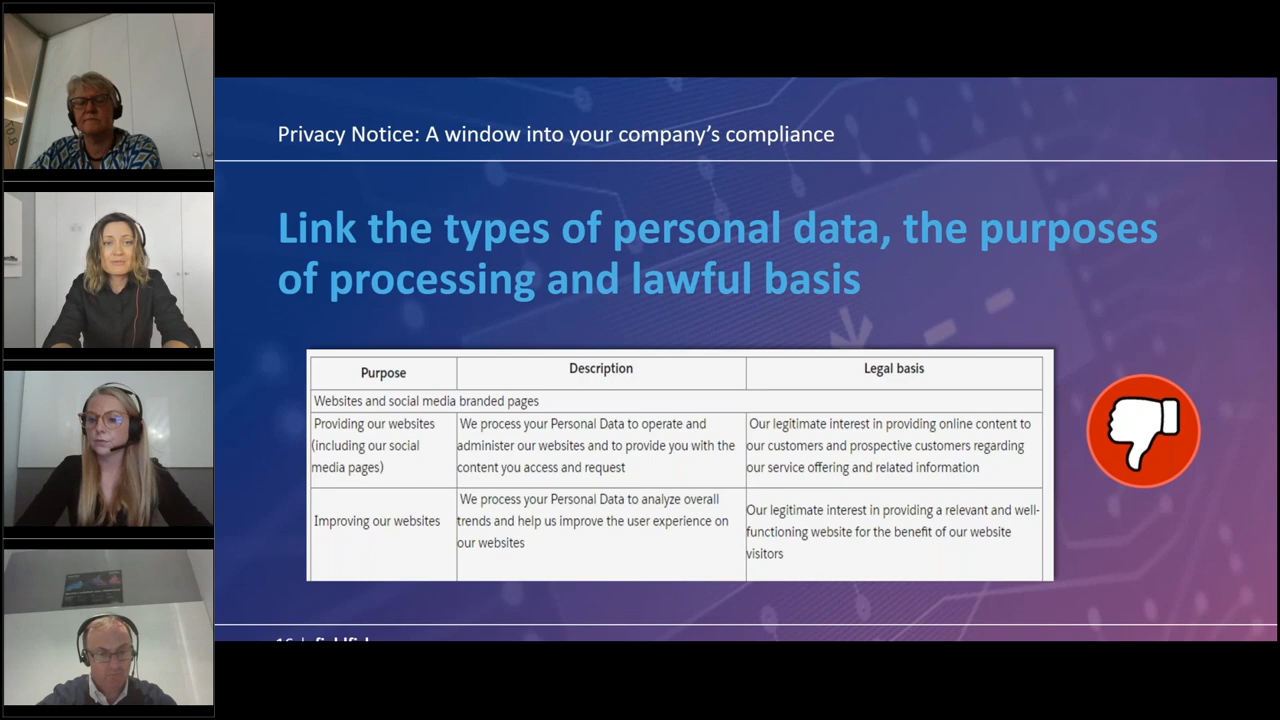 Privacy Notice: A window into your company's compliance
Link the types of personal data, the purposes
of processing and lawful basis
Purpose
Description
Legal basis
Websites and social media branded pages
Providing our websites
(including our social
media pages)
We process your Personal Data to operate and
administer our websites and to provide you with the
content you access and request
Our legitimate interest in providing online content to
our customers and prospective customers regarding
our service offering and related information
Improving our websites
We process your Personal Data to analyze overall
trends and help us improve the user experience on
our websites
Our legitimate interest in providing a relevant and well-
functioning website for the benefit of our website
visitors